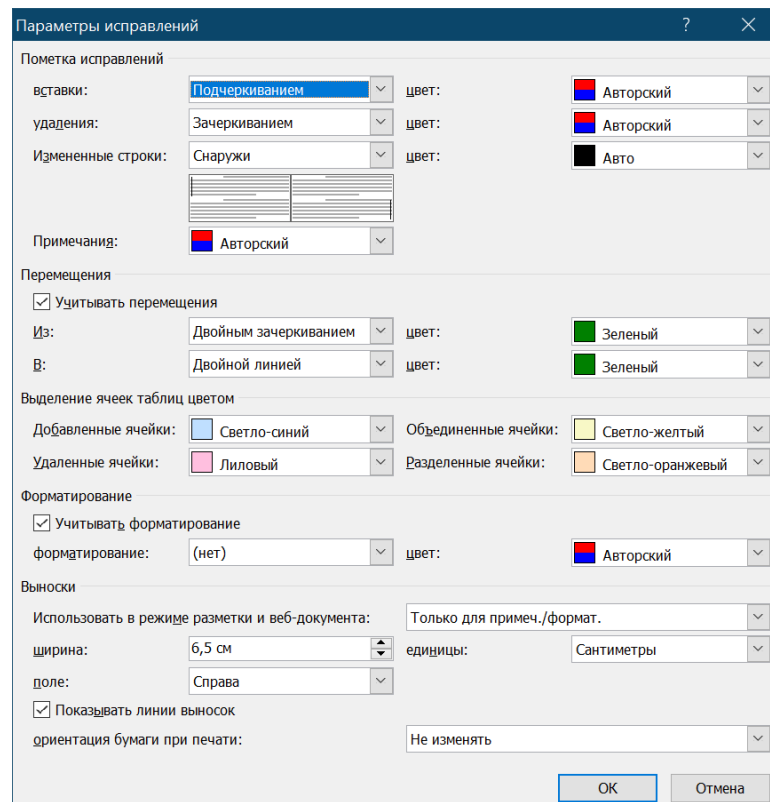 Параметры исправлений ?
Пометка исправлений
вставки: Подчеркиванием цвет: Авторский
удаления: Зачеркиванием цвет: Авторский
Измененные строки: Снаружи цвет: Авто
Примечания: Авторский
Перемещения
Учитывать перемещения
Из: Двойным зачеркиванием цвет: Зеленый
В: Двойной линией цвет: Зеленый
Выделение ячеек таблиц цветом
Добавленные ячейки: Светло-синий Объединенные ячейки: Светло-желтый
Удаленные ячейки: Лиловый Разделенные ячейки: Светло-оранжевый
Форматирование
Учитывать форматирование
форматирование: (нет) цвет: Авторский
Выноски
Использовать в режиме разметки и веб-документа: Только для примеч./формат.
ширина: 6,5 см единицы: Сантиметры
поле: Справа
Показывать линии выносок
ориентация бумаги при печати: Не изменять
ОК Отмена